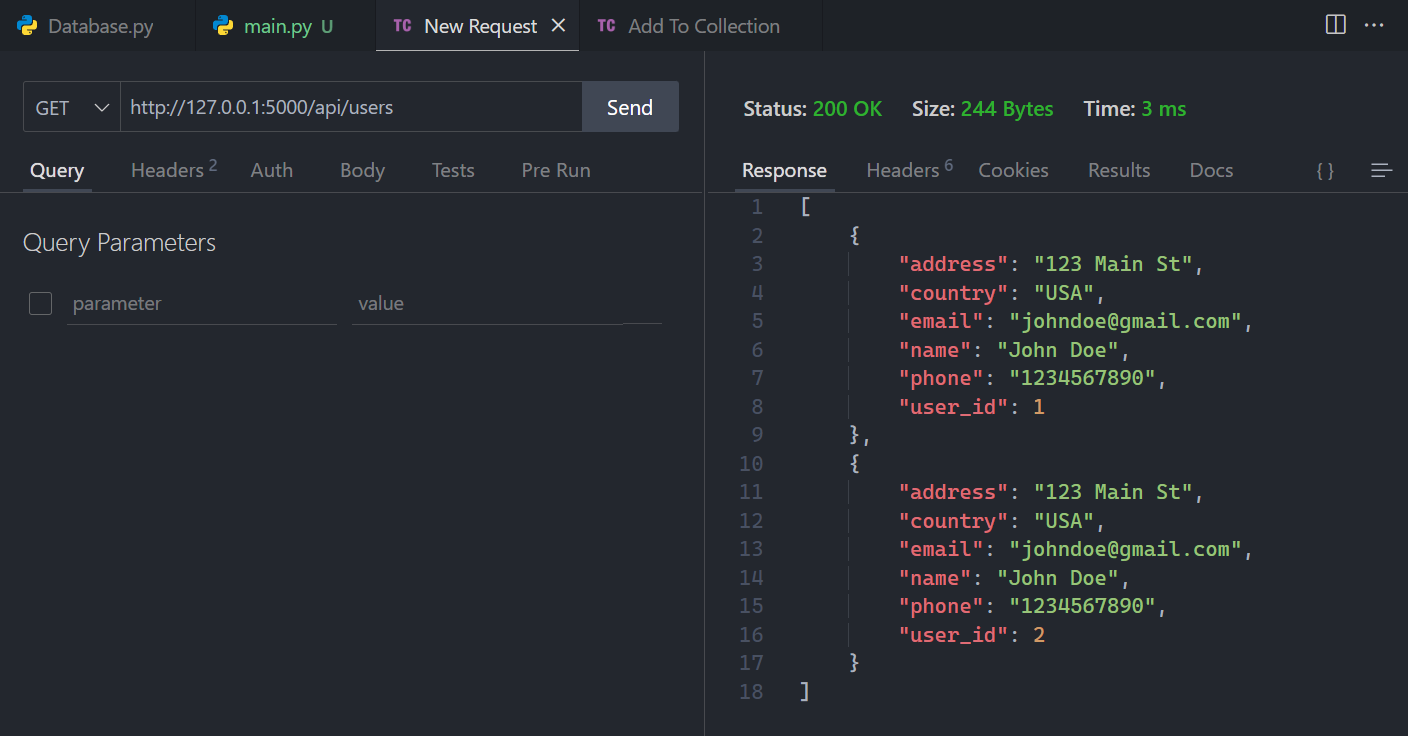 Database.py main.py U TC New Request TC Add To Collection
GET http://127.0.0.1:5000/api/users Send
Query Headers 2 Auth Body Tests Pre Run
Query Parameters
parameter value
Status: 200 OK Size: 244 Bytes Time: 3 ms
Response Headers 6 Cookies Results Docs { }
1 [
2 {
3 "address": "123 Main St",
4 "country": "USA",
5 "email": "johndoe@gmail.com",
6 "name": "John Doe",
7 "phone": "1234567890",
8 "user_id": 1
9 },
10 {
11 "address": "123 Main St",
12 "country": "USA",
13 "email": "johndoe@gmail.com",
14 "name": "John Doe",
15 "phone": "1234567890",
16 "user_id": 2
17 }
18 ]